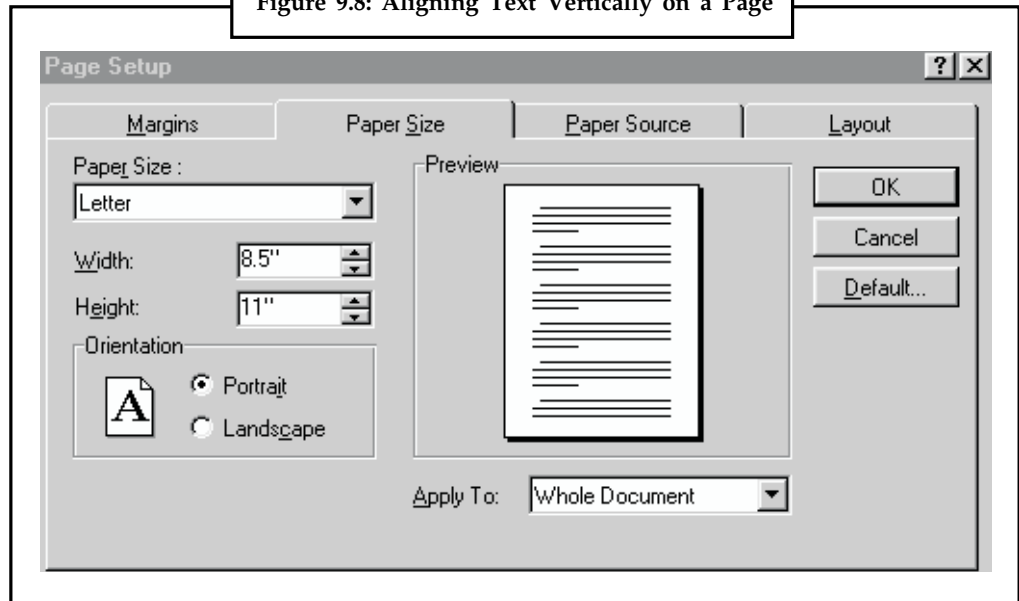 Figure 9.8: Aligning Text Vertically on a Page
Page Setup
Margins Paper Size Paper Source Layout
Paper Size :
Letter
Width: 8.5"
Height: 11"
Orientation
A
Portrait
Landscape
Preview
Apply To: Whole Document
OK
Cancel
Default...